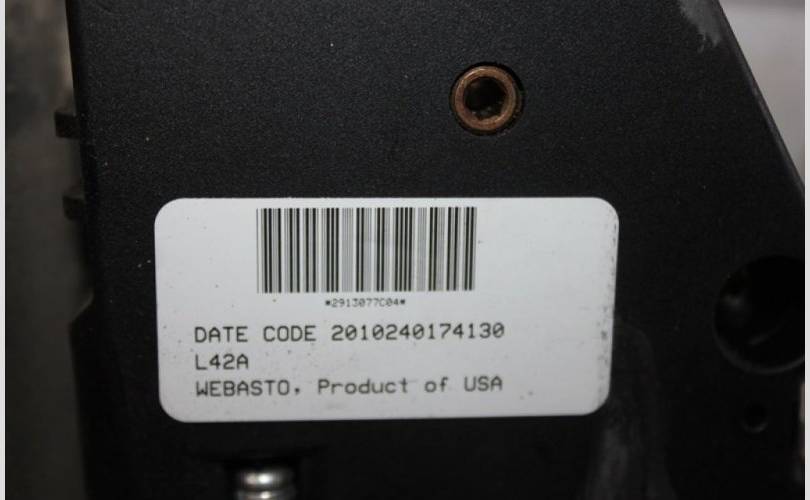 *2913077C04*
DATE CODE 2010240174130
L42A
WEBASTO, Product of USA